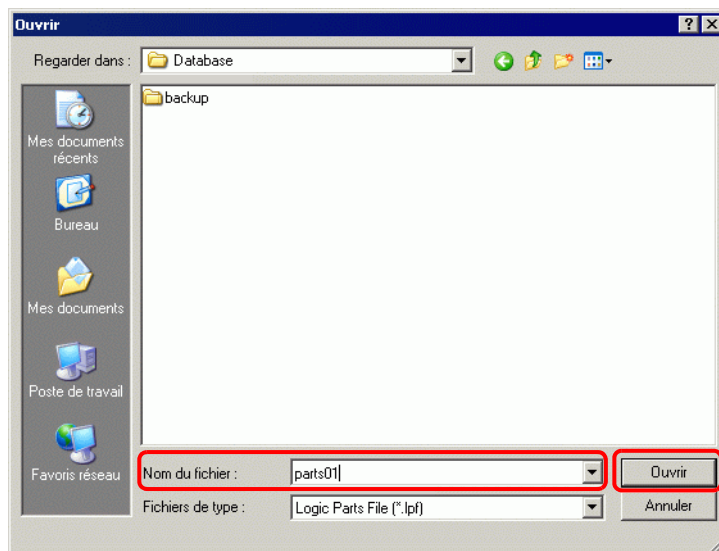 Ouvrir
Regarder dans : Database
backup
Mes documents
récents
Bureau
Mes documents
Poste de travail
Favoris réseau
Nom du fichier : parts01 Ouvrir
Fichiers de type : Logic Parts File (*.lpf) Annuler